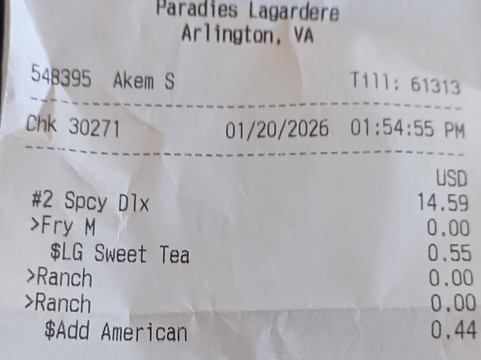 Paradies Lagardere
Arlington, VA
548395 Akem S Till: 61313
Chk 30271 01/20/2026 01:54:55 PM
USD
#2 Spcy Dlx 14.59
>Fry M 0.00
$LG Sweet Tea 0.55
>Ranch 0.00
>Ranch 0.00
$Add American 0.44